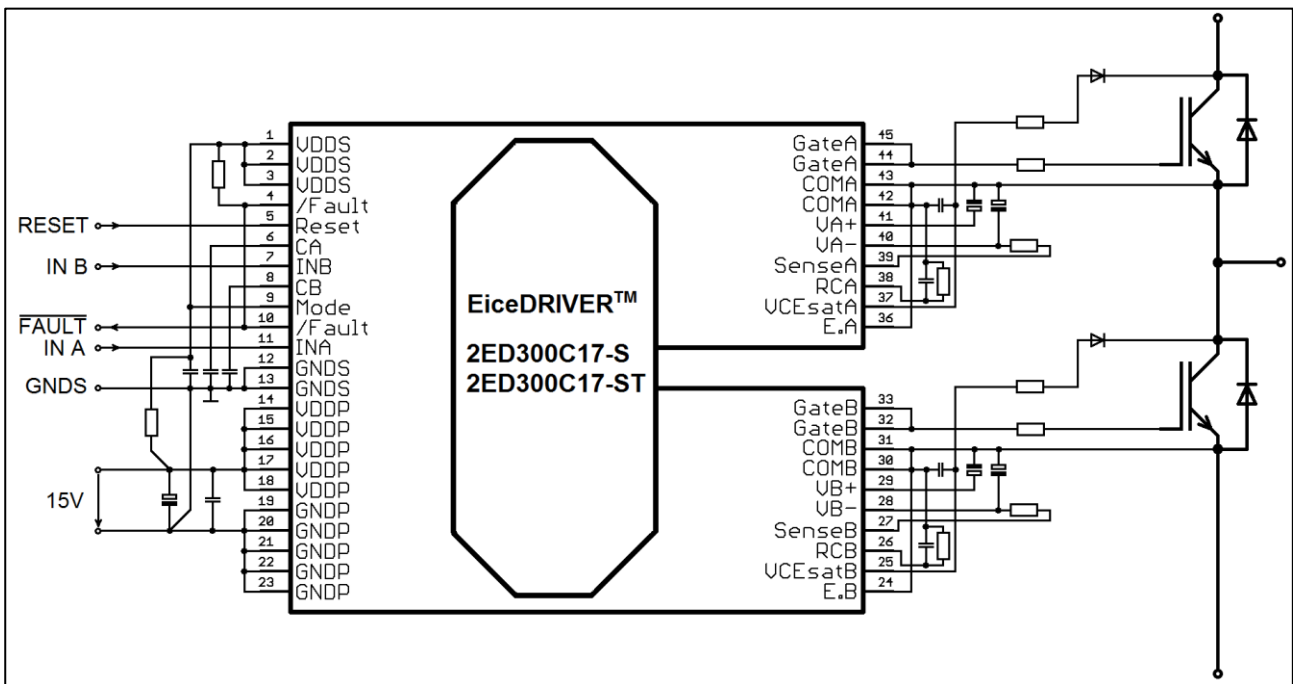 1 VDDS
2 VDDS
3 VDDS
4 /Fault
RESET 5 Reset
6 CA
IN B 7 INB
8 CB
9 Mode
FAULT 10 /Fault
IN A 11 INA
12 GNDS
GNDS 13 GNDS
14 VDDP
15 VDDP
16 VDDP
17 VDDP
15V 18 VDDP
19 GNDP
20 GNDP
21 GNDP
22 GNDP
23 GNDP
EiceDRIVER™
2ED300C17-S
2ED300C17-ST
GateA 45
GateA 44
COMA 43
COMA 42
VA+ 41
VA- 40
SenseA 39
RCA 38
VCEsatA 37
E.A 36
GateB 33
GateB 32
COMB 31
COMB 30
VB+ 29
VB- 28
SenseB 27
RCB 26
VCEsatB 25
E.B 24